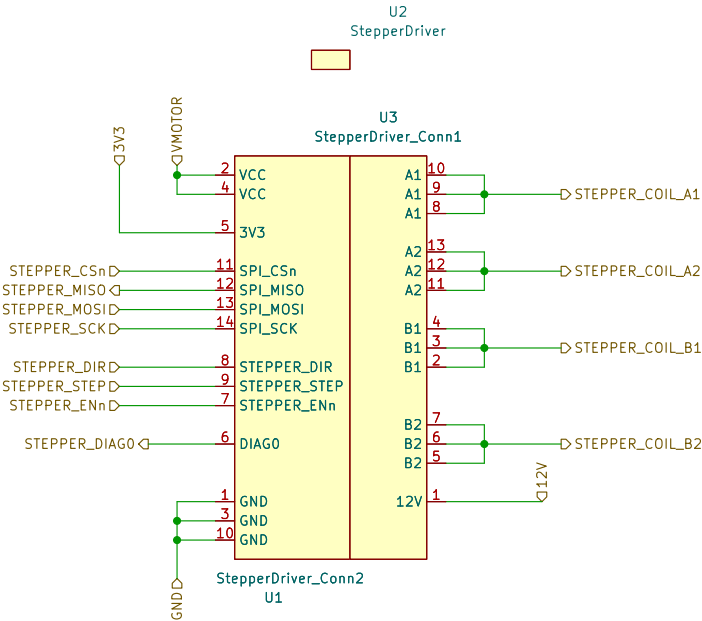 U2
StepperDriver
U3
StepperDriver_Conn1
3V3
VMOTOR
2 VCC
4 VCC
5 3V3
STEPPER_CSn 11 SPI_CSn
STEPPER_MISO 12 SPI_MISO
STEPPER_MOSI 13 SPI_MOSI
STEPPER_SCK 14 SPI_SCK
STEPPER_DIR 8 STEPPER_DIR
STEPPER_STEP 9 STEPPER_STEP
STEPPER_ENn 7 STEPPER_ENn
STEPPER_DIAG0 6 DIAG0
1 GND
3 GND
10 GND
GND
A1 10
A1 9 STEPPER_COIL_A1
A1 8
A2 13
A2 12 STEPPER_COIL_A2
A2 11
B1 4
B1 3 STEPPER_COIL_B1
B1 2
B2 7
B2 6 STEPPER_COIL_B2
B2 5
12V 1
12V
StepperDriver_Conn2
U1